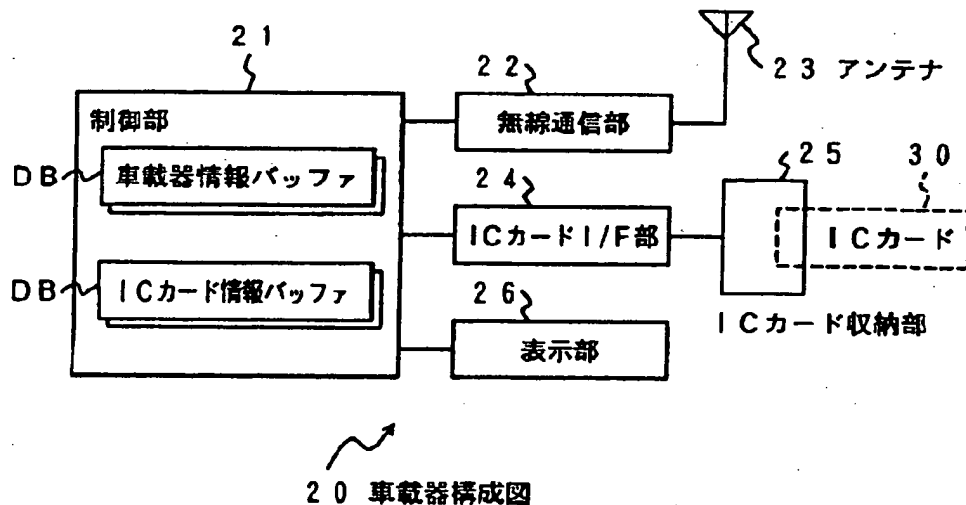 21
制御部
DB 車載器情報バッファ
DB ICカード情報バッファ
22
無線通信部
23 アンテナ
24
ICカードI/F部
25
30
ICカード
ICカード収納部
26
表示部
20 車載器構成図